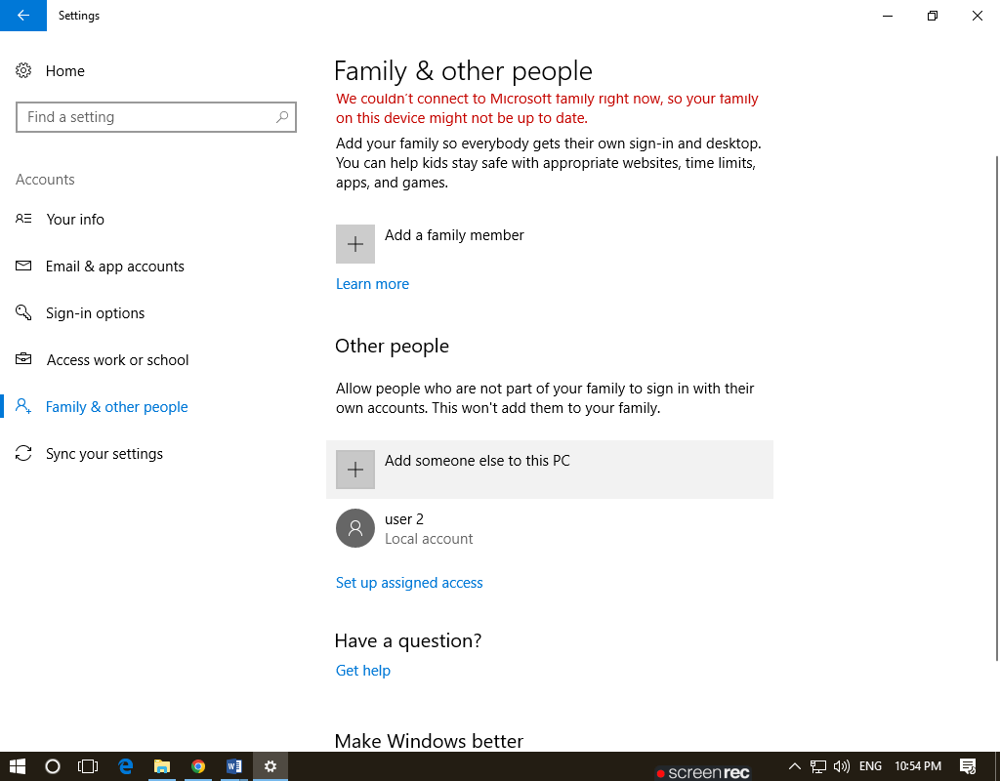 Settings
Home
Find a setting
Accounts
Your info
Email & app accounts
Sign-in options
Access work or school
Family & other people
Sync your settings
Family & other people
We couldn't connect to Microsoft family right now, so your family
on this device might not be up to date.
Add your family so everybody gets their own sign-in and desktop.
You can help kids stay safe with appropriate websites, time limits,
apps, and games.
Add a family member
Learn more
Other people
Allow people who are not part of your family to sign in with their
own accounts. This won't add them to your family.
Add someone else to this PC
user 2
Local account
Set up assigned access
Have a question?
Get help
Make Windows better
ENG
10:54 PM
screenrec